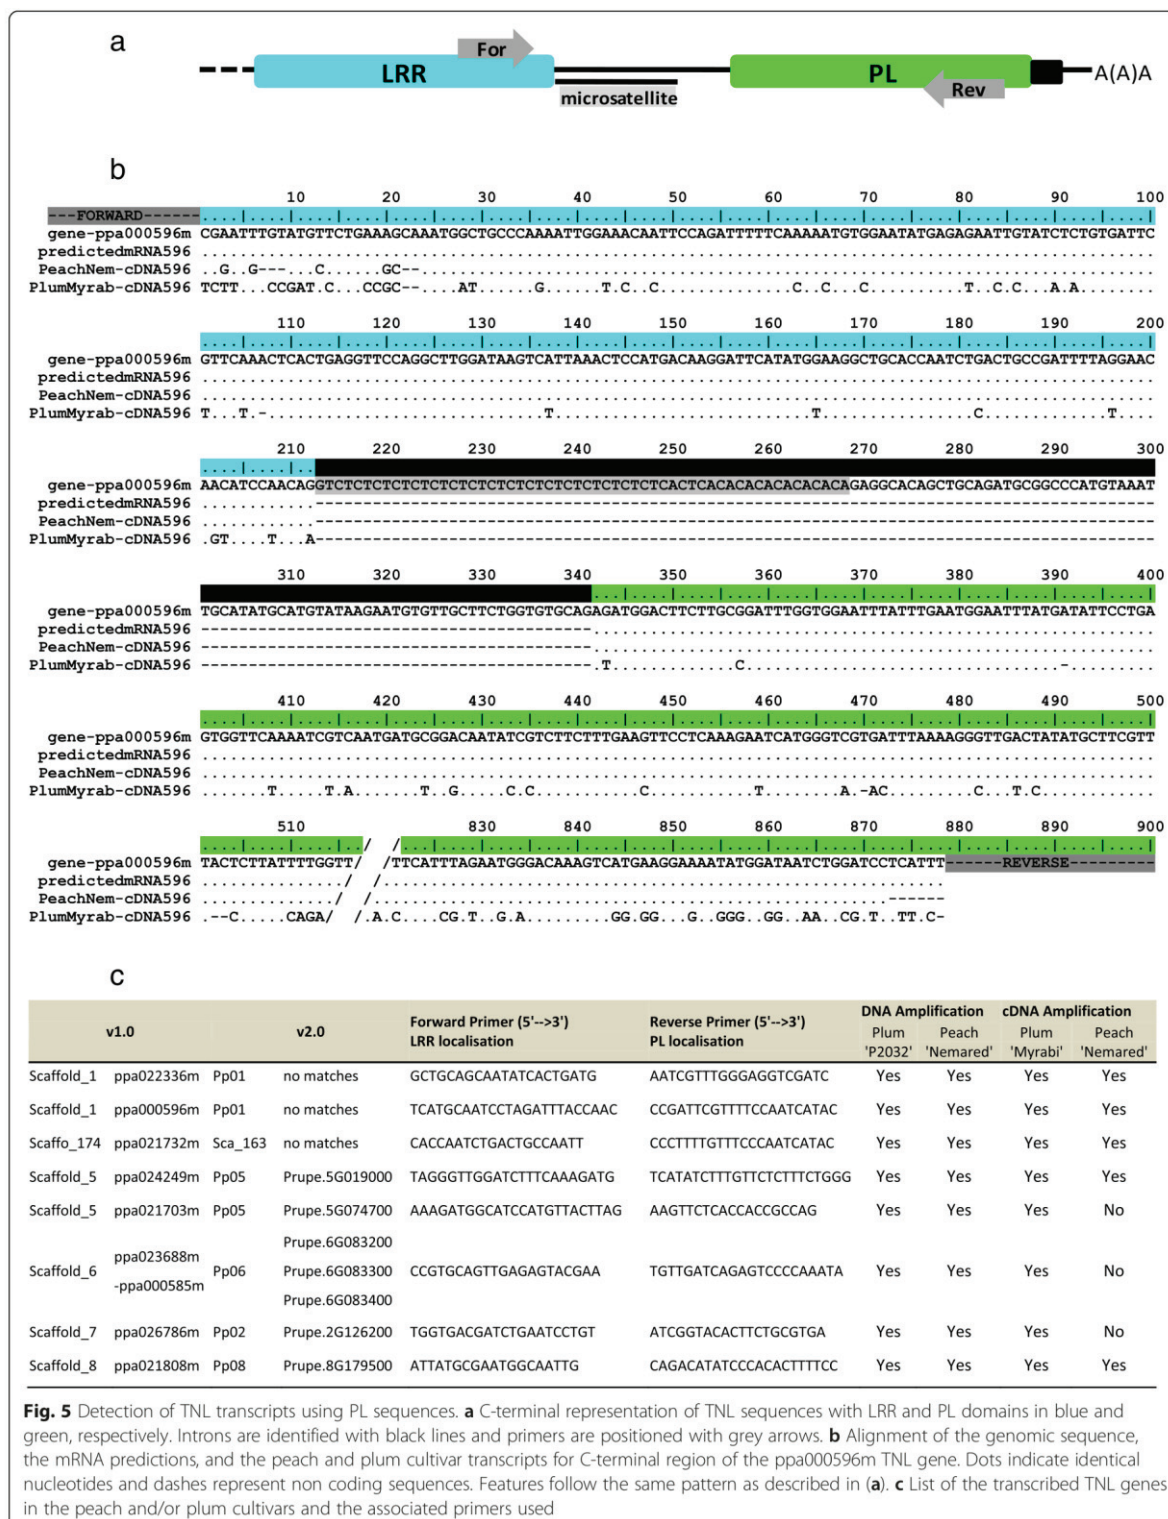 a
For
LRR
PL
Rev
microsatellite
A(A)A
b
10 20 30 40 50 60 70 80 90 100
---FORWARD-------
gene-ppa000596m CGAATTTGTATGTTCTGAAAGCAAATGGCTGCCCAAAATTGGAAACAATTCCAGATTTTTCAAAAATGTGGAATATGAGAGAATTGTATCTCTGTGATTC
predictedmRNA596 ....................................................................................................
PeachNem-cDNA596 ..G..G---...C......GC--.............................................................................
PlumMyrab-cDNA596 TCTT...CCGAT.C...CCGC--....AT......G......T.C..G..............C..G...G..........T.C..C...A.A........
110 120 130 140 150 160 170 180 190 200
gene-ppa000596m GTTCAAACTCACTGAGGTTCCAGGCTTGGATAAGTCATTAAACTCCATGACAAGGATTCATATGGAAGGCTGCACCAATCTGACTGCCGATTTTAGGAAC
predictedmRNA596 ....................................................................................................
PeachNem-cDNA596 ....................................................................................................
PlumMyrab-cDNA596 T...T.-.............................T...........................T................C.............T....
210 220 230 240 250 260 270 280 290 300
gene-ppa000596m AACATCCAACAGGTCTCTCTCTCTCTCTCTCTCTCTCTCTCTCTCTCTCTCACTCACACACACACACACACAGAGGCACAGCTGCAGATGCGGCCCATGTAAAT
predictedmRNA596 ............----------------------------------------------------------------------------------------
PeachNem-cDNA596 ............----------------------------------------------------------------------------------------
PlumMyrab-cDNA596 .GT....T...A----------------------------------------------------------------------------------------
310 320 330 340 350 360 370 380 390 400
gene-ppa000596m TGCATATGCATGTATAAGAATGTGTTGCTTCTGGTGTGCAGAGATGGACTTCTTGCGGATTTGGTGGAATTTATTTGAATGGAATTTATGATATTCCTGA
predictedmRNA596 -----------------------------------------...........................................................
PeachNem-cDNA596 -----------------------------------------...........................................................
PlumMyrab-cDNA596 -----------------------------------------.T.............C....................................-......
410 420 430 440 450 460 470 480 490 500
gene-ppa000596m GTGGTTCAAAATCGTCAATGATGCGGACAATATCGTCTTCTTTGAAGTTCCTCAAAGAATCATGGGTCGTGATTTAAAAGGGTTGACTATATGCTTCGTT
predictedmRNA596 ....................................................................................................
PeachNem-cDNA596 ....................................................................................................
PlumMyrab-cDNA596 .......T.....T.A.......T..G.....C.C...........C...........T........A.-AC.........C...T.C............
510 830 840 850 860 870 880 890 900
gene-ppa000596m TACTCTTATTTTGGTT/ /TTCATTTAGAATGGGACAAAGTCATGAAGGAAAATATGGATAATCTGGATCCTCATTT------REVERSE---------
predictedmRNA596 .............../ /...........................................................
PeachNem-cDNA596 ............../ /.....................................................------
PlumMyrab-cDNA596 .--C.....CAGA/ /.A.C....CG.T..G.A.........GG.GG...G..GGG..GG..AA..CG.T..TT.C-
c
v1.0 v2.0 Forward Primer (5'-->3') LRR localisation Reverse Primer (5'-->3') PL localisation DNA Amplification cDNA Amplification
Plum 'P2032' Peach 'Nemared' Plum 'Myrabi' Peach 'Nemared'
Scaffold_1 ppa022336m Pp01 no matches GCTGCAGCAATATCACTGATG AATCGTTTGGGAGGTCGATC Yes Yes Yes Yes
Scaffold_1 ppa000596m Pp01 no matches TCATGCAATCCTAGATTTACCAAC CCGATTCGTTTTCCAATCATAC Yes Yes Yes Yes
Scaffo_174 ppa021732m Sca_163 no matches CACCAATCTGACTGCCAATT CCCTTTTGTTTCCCAATCATAC Yes Yes Yes Yes
Scaffold_5 ppa024249m Pp05 Prupe.5G019000 TAGGGTTGGATCTTTCAAAGATG TCATATCTTTGTTCTCTTTCTGGG Yes Yes Yes Yes
Scaffold_5 ppa021703m Pp05 Prupe.5G074700 AAAGATGGCATCCATGTTACTTAG AAGTTCTCACCACCGCCAG Yes Yes Yes No
Scaffold_6 ppa023688m -ppa000585m Pp06 Prupe.6G083200 Prupe.6G083300 Prupe.6G083400 CCGTGCAGTTGAGAGTACGAA TGTTGATCAGAGTCCCCAAATA Yes Yes Yes No
Scaffold_7 ppa026786m Pp02 Prupe.2G126200 TGGTGACGATCTGAATCCTGT ATCGGTACACTTCTGCGTGA Yes Yes Yes No
Scaffold_8 ppa021808m Pp08 Prupe.8G179500 ATTATGCGAATGGCAATTG CAGACATATCCCACACTTTTCC Yes Yes Yes Yes
Fig. 5 Detection of TNL transcripts using PL sequences. a C-terminal representation of TNL sequences with LRR and PL domains in blue and
green, respectively. Introns are identified with black lines and primers are positioned with grey arrows. b Alignment of the genomic sequence,
the mRNA predictions, and the peach and plum cultivar transcripts for C-terminal region of the ppa000596m TNL gene. Dots indicate identical
nucleotides and dashes represent non coding sequences. Features follow the same pattern as described in (a). c List of the transcribed TNL genes
in the peach and/or plum cultivars and the associated primers used